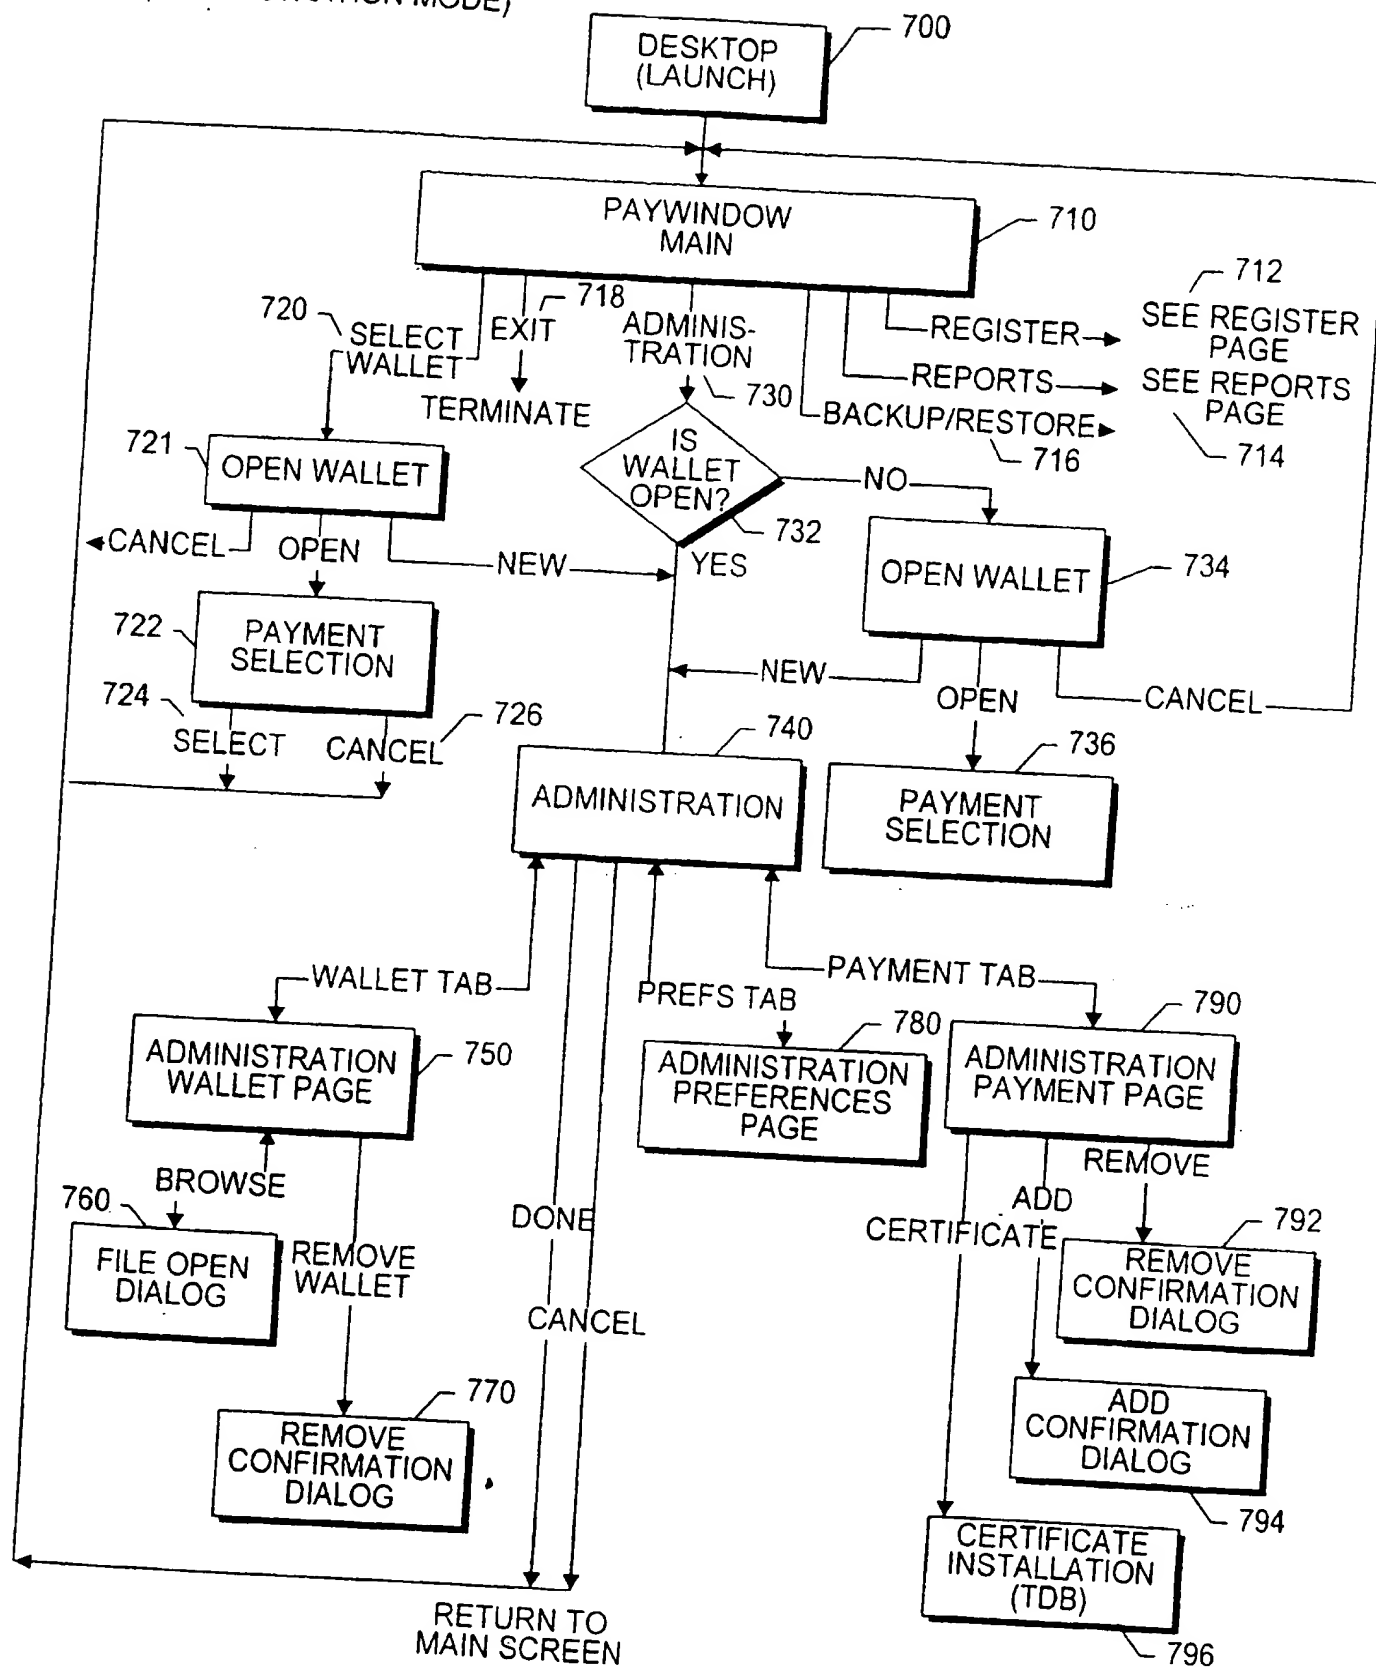 MODE)
DESKTOP
(LAUNCH)
700
PAYWINDOW
MAIN
710
712
SEE REGISTER
PAGE
REGISTER
718
720
SELECT
WALLET
EXIT
TERMINATE
ADMINIS-
TRATION
730
REPORTS
SEE REPORTS
PAGE
714
BACKUP/RESTORE
716
721
OPEN WALLET
IS
WALLET
OPEN?
732
NO
YES
CANCEL
OPEN
NEW
OPEN WALLET
734
722
PAYMENT
SELECTION
NEW
OPEN
CANCEL
724
SELECT
CANCEL
726
740
ADMINISTRATION
736
PAYMENT
SELECTION
WALLET TAB
PREFS TAB
PAYMENT TAB
ADMINISTRATION
WALLET PAGE
750
780
ADMINISTRATION
PREFERENCES
PAGE
790
ADMINISTRATION
PAYMENT PAGE
BROWSE
760
FILE OPEN
DIALOG
REMOVE
WALLET
DONE
CANCEL
REMOVE
ADD
CERTIFICATE
792
REMOVE
CONFIRMATION
DIALOG
770
REMOVE
CONFIRMATION
DIALOG
ADD
CONFIRMATION
DIALOG
794
CERTIFICATE
INSTALLATION
(TDB)
796
RETURN TO
MAIN SCREEN